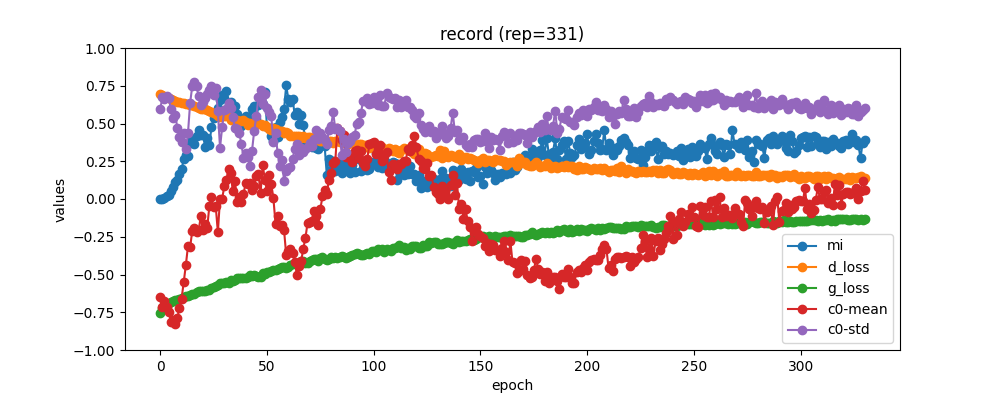 record (rep=331)
1.00
0.75
0.50
0.25
0.00
−0.25
−0.50
−0.75
−1.00
values
0 50 100 150 200 250 300
epoch
mi
d_loss
g_loss
c0-mean
c0-std